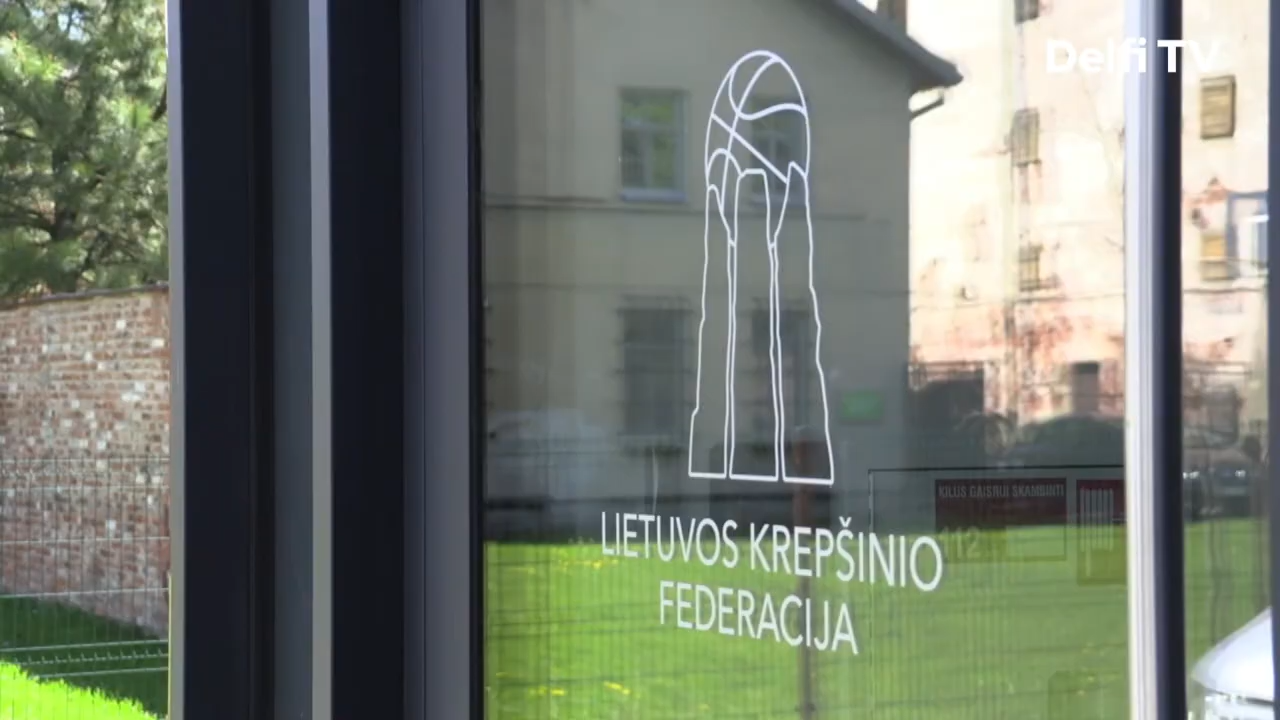 Delfi TV
KILUS GAISRUI SKAMBINTI
112
LIETUVOS KREPŠINIO
FEDERACIJA